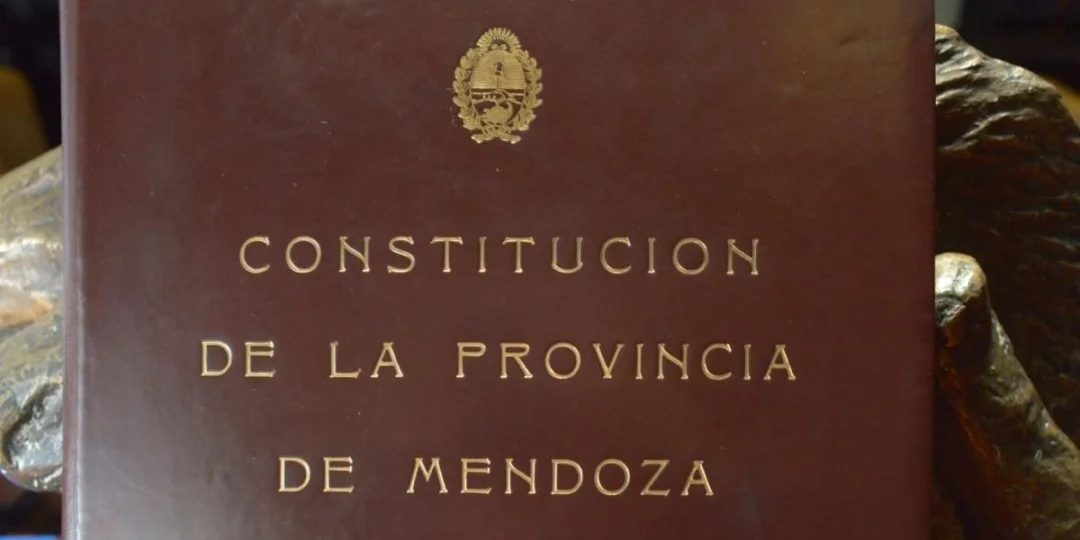 CONSTITUCION
DE LA PROVINCIA
DE MENDOZA